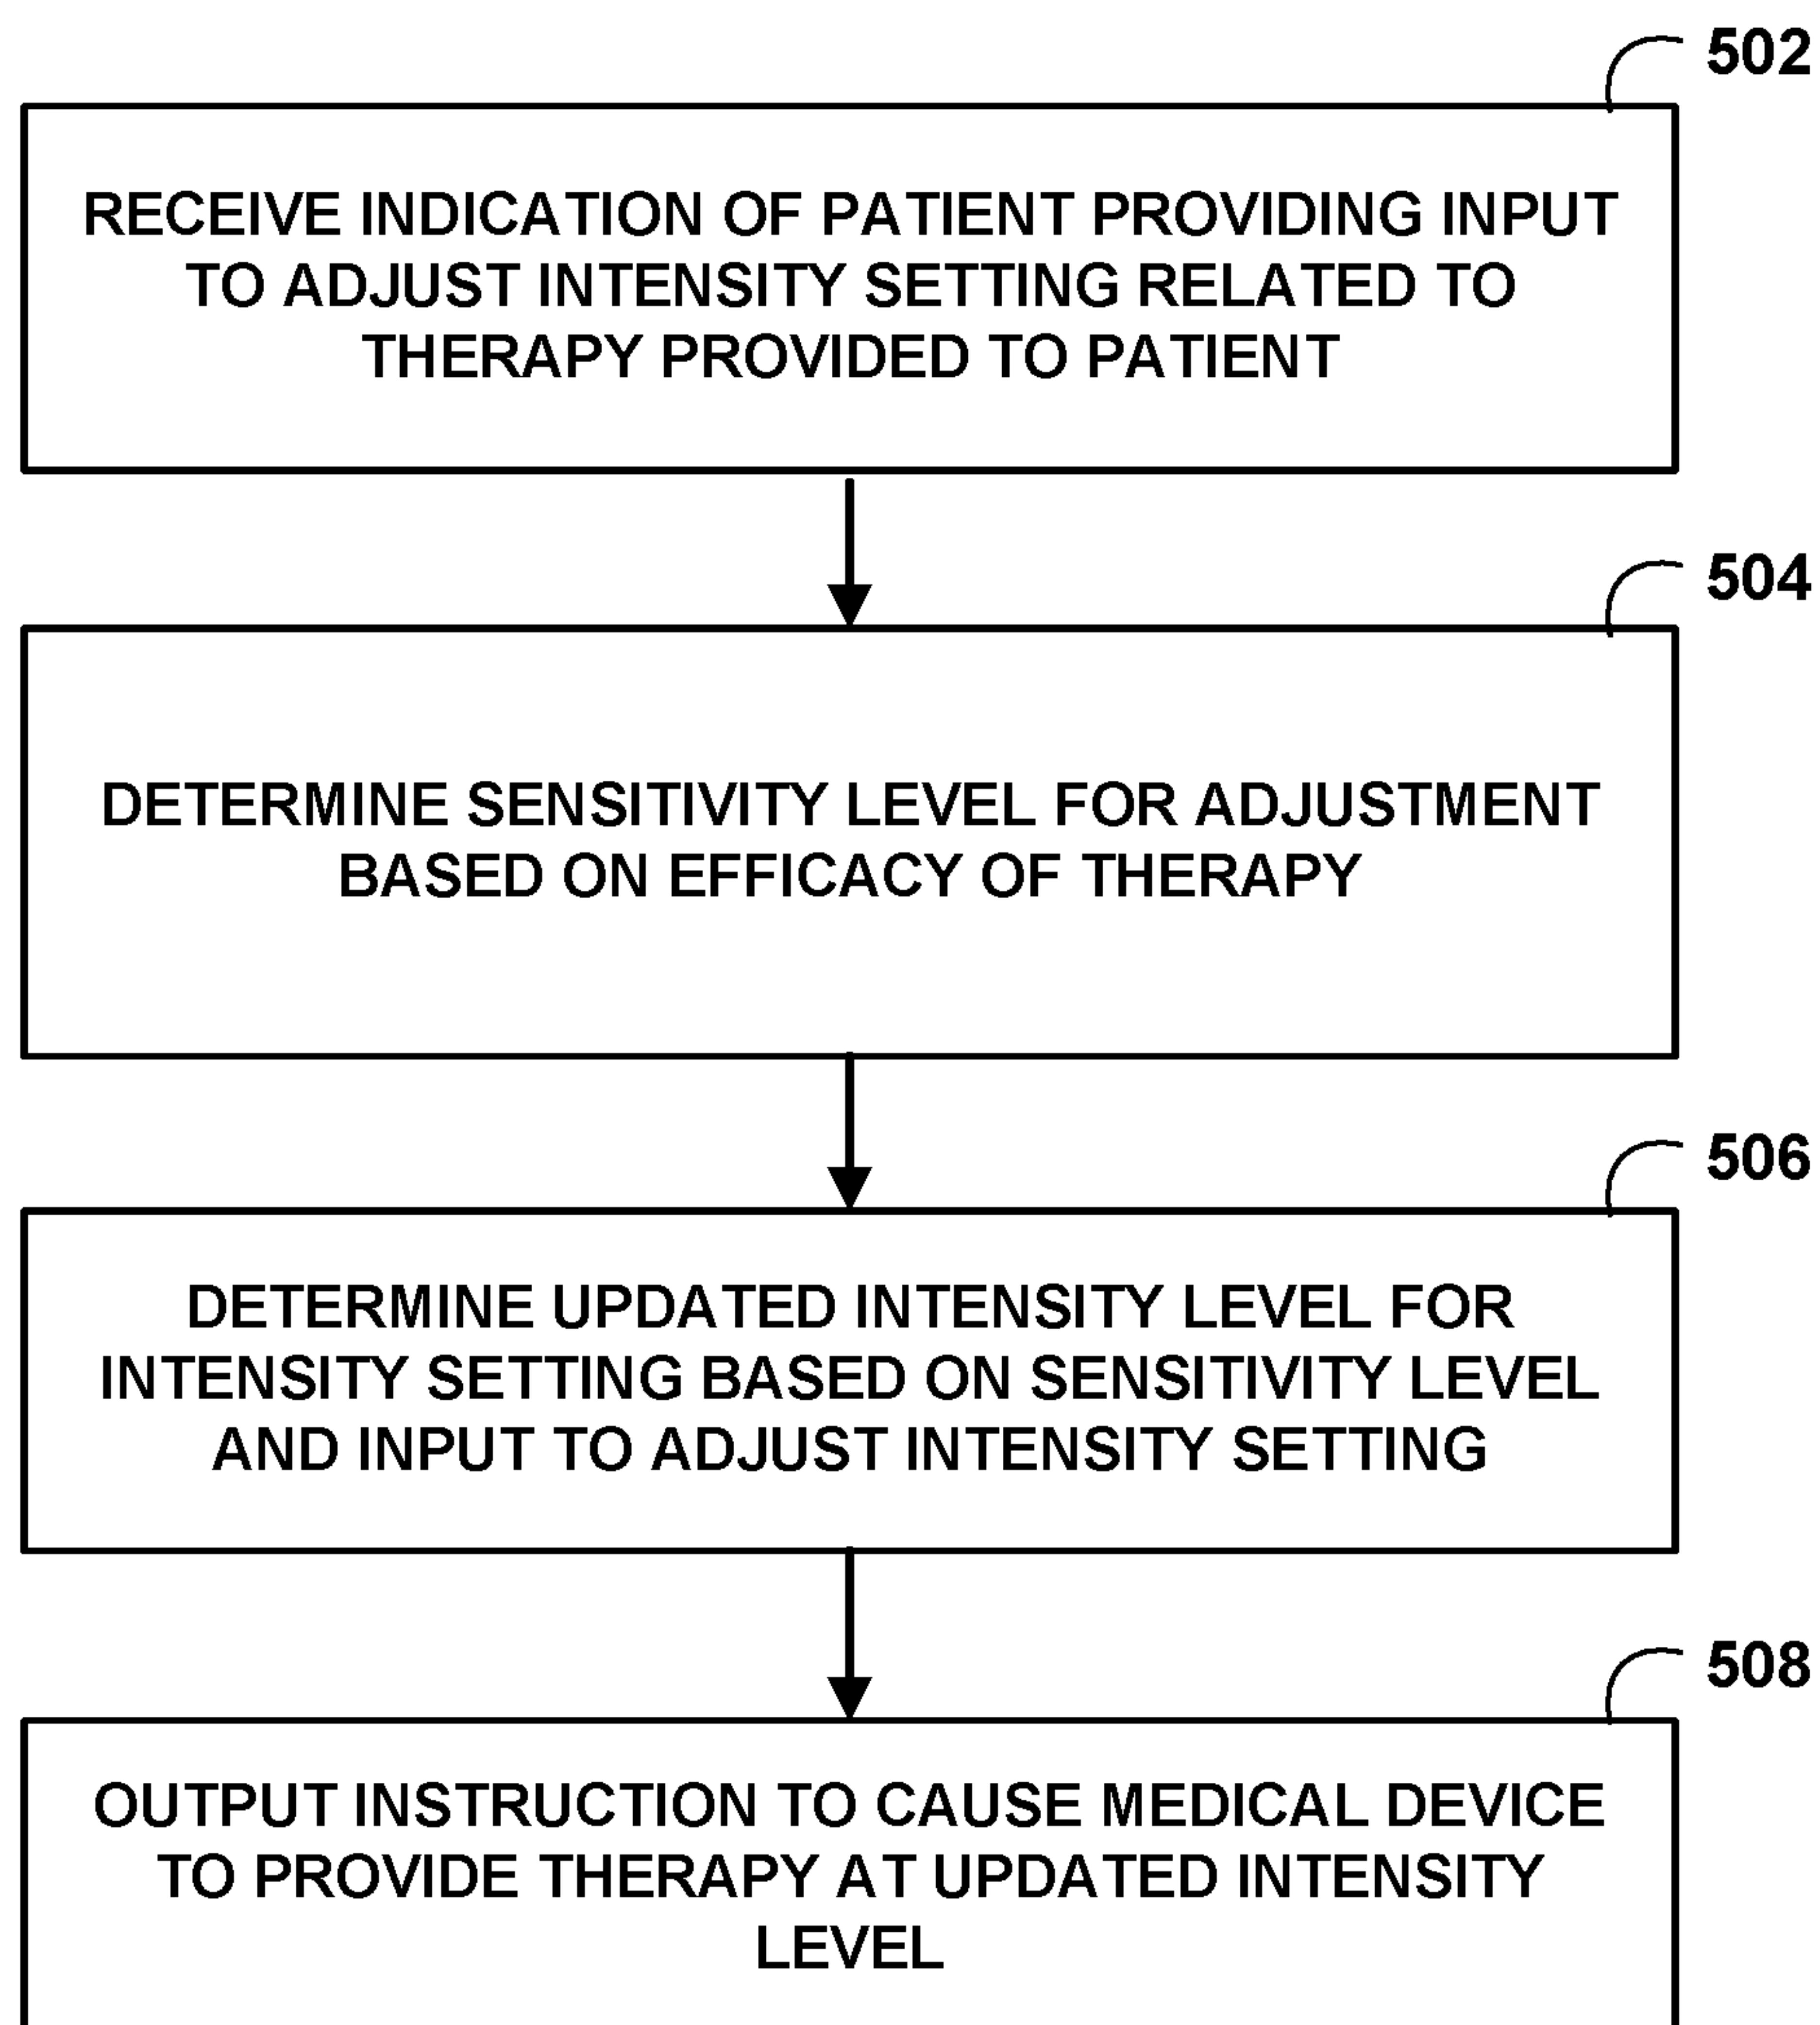 502
RECEIVE INDICATION OF PATIENT PROVIDING INPUT
TO ADJUST INTENSITY SETTING RELATED TO
THERAPY PROVIDED TO PATIENT
504
DETERMINE SENSITIVITY LEVEL FOR ADJUSTMENT
BASED ON EFFICACY OF THERAPY
506
DETERMINE UPDATED INTENSITY LEVEL FOR
INTENSITY SETTING BASED ON SENSITIVITY LEVEL
AND INPUT TO ADJUST INTENSITY SETTING
508
OUTPUT INSTRUCTION TO CAUSE MEDICAL DEVICE
TO PROVIDE THERAPY AT UPDATED INTENSITY
LEVEL